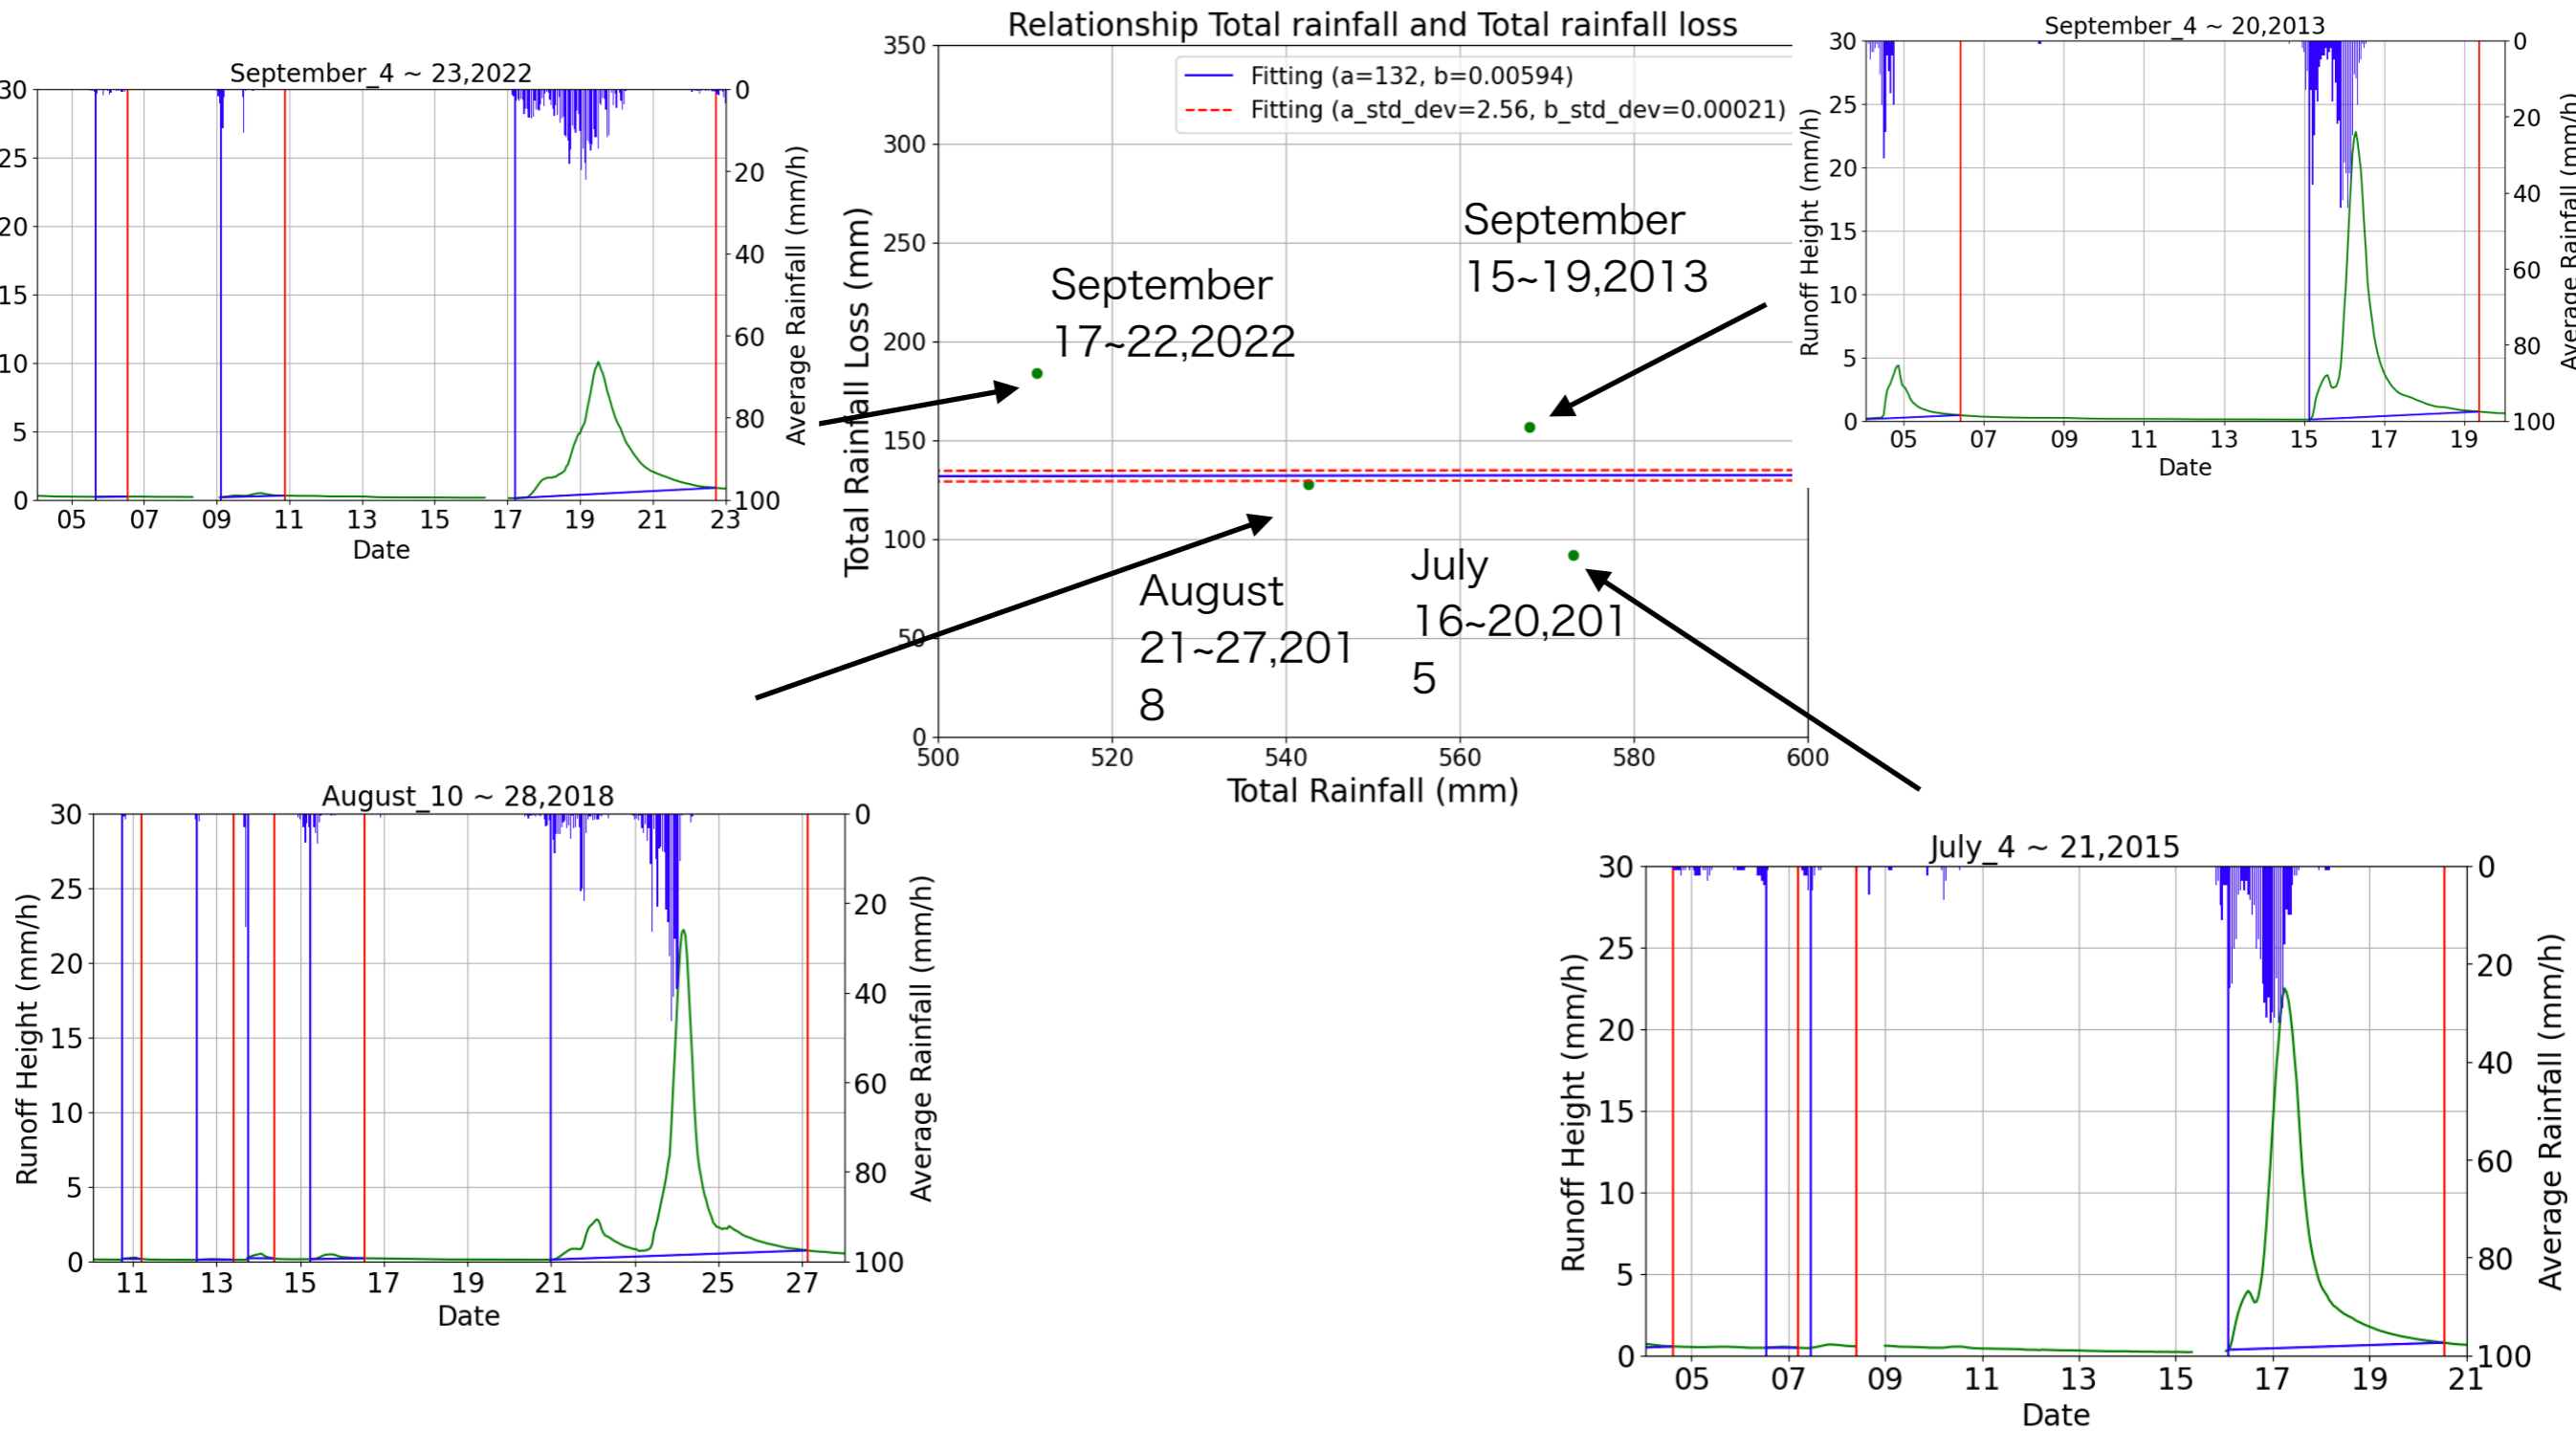 September_4 ~ 23,2022
30
25
20
15
10
5
0
0
20
40
60
80
100
05 07 09 11 13 15 17 19 21 23
Date
Average Rainfall (mm/h)
Relationship Total rainfall and Total rainfall loss
Fitting (a=132, b=0.00594)
Fitting (a_std_dev=2.56, b_std_dev=0.00021)
350
300
250
200
150
100
50
0
Total Rainfall Loss (mm)
September
17~22,2022
September
15~19,2013
August
21~27,201
8
July
16~20,201
5
500 520 540 560 580 600
Total Rainfall (mm)
September_4 ~ 20,2013
30
25
20
15
10
5
0
Runoff Height (mm/h)
0
20
40
60
80
100
Average Rainfall (mm/h)
05 07 09 11 13 15 17 19
Date
August_10 ~ 28,2018
30
25
20
15
10
5
0
Runoff Height (mm/h)
0
20
40
60
80
100
Average Rainfall (mm/h)
11 13 15 17 19 21 23 25 27
Date
July_4 ~ 21,2015
30
25
20
15
10
5
0
Runoff Height (mm/h)
0
20
40
60
80
100
Average Rainfall (mm/h)
05 07 09 11 13 15 17 19 21
Date